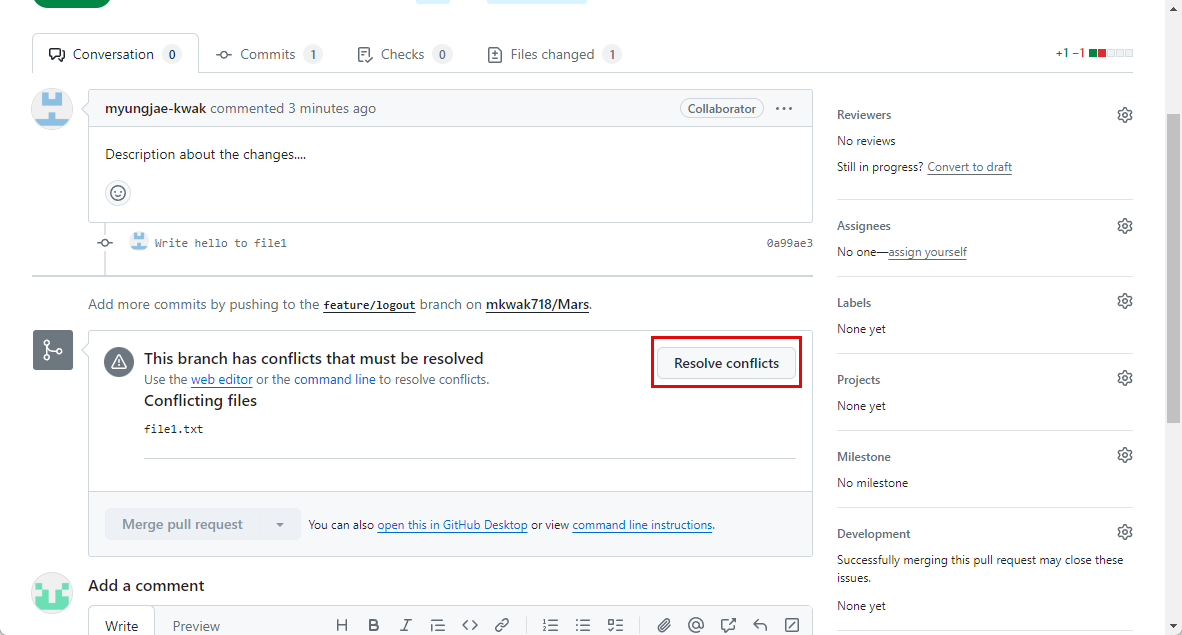 Conversation 0 Commits 1 Checks 0 Files changed 1 +1 −1
myungjae-kwak commented 3 minutes ago Collaborator
Description about the changes....
Write hello to file1 0a99ae3
Add more commits by pushing to the feature/logout branch on mkwak718/Mars.
This branch has conflicts that must be resolved
Use the web editor or the command line to resolve conflicts.
Resolve conflicts
Conflicting files
file1.txt
Merge pull request You can also open this in GitHub Desktop or view command line instructions.
Add a comment
Write Preview
Reviewers
No reviews
Still in progress? Convert to draft
Assignees
No one—assign yourself
Labels
None yet
Projects
None yet
Milestone
No milestone
Development
Successfully merging this pull request may close these
issues.
None yet